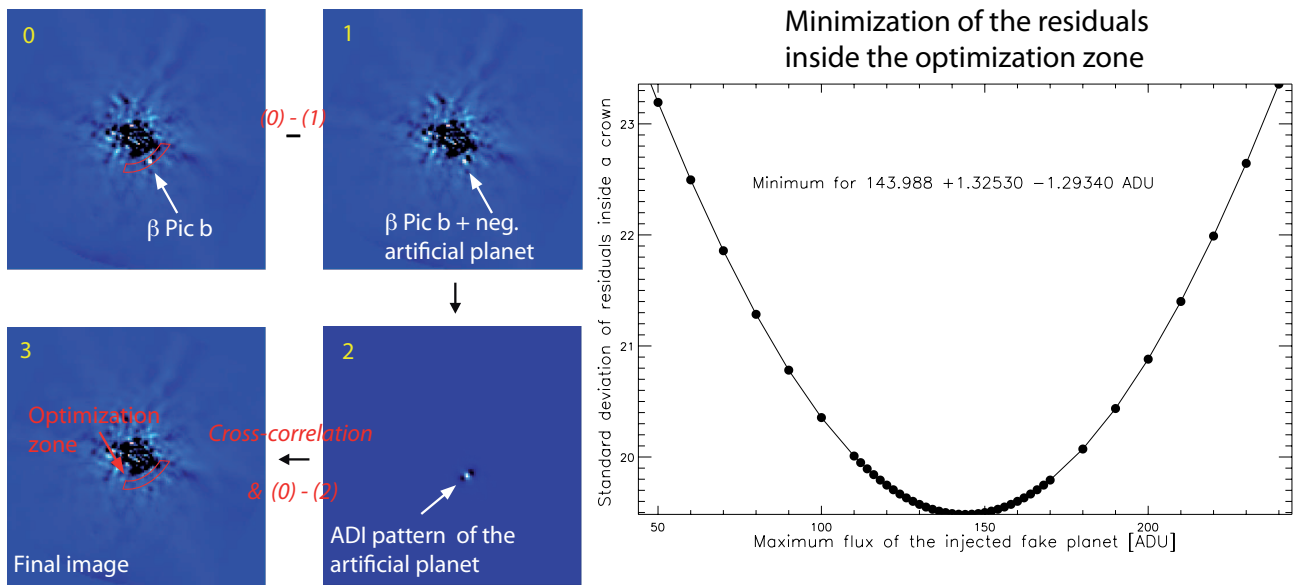 0
β Pic b
(0) - (1)
–
1
β Pic b + neg.
artificial planet
3
Optimization
zone
Final image
Cross-correlation
& (0) - (2)
2
ADI pattern of the
artificial planet
Minimization of the residuals
inside the optimization zone
Minimum for 143.988 +1.32530 −1.29340 ADU
Standard deviation of residuals inside a crown
23
22
21
20
50
100
150
200
Maximum flux of the injected fake planet [ADU]